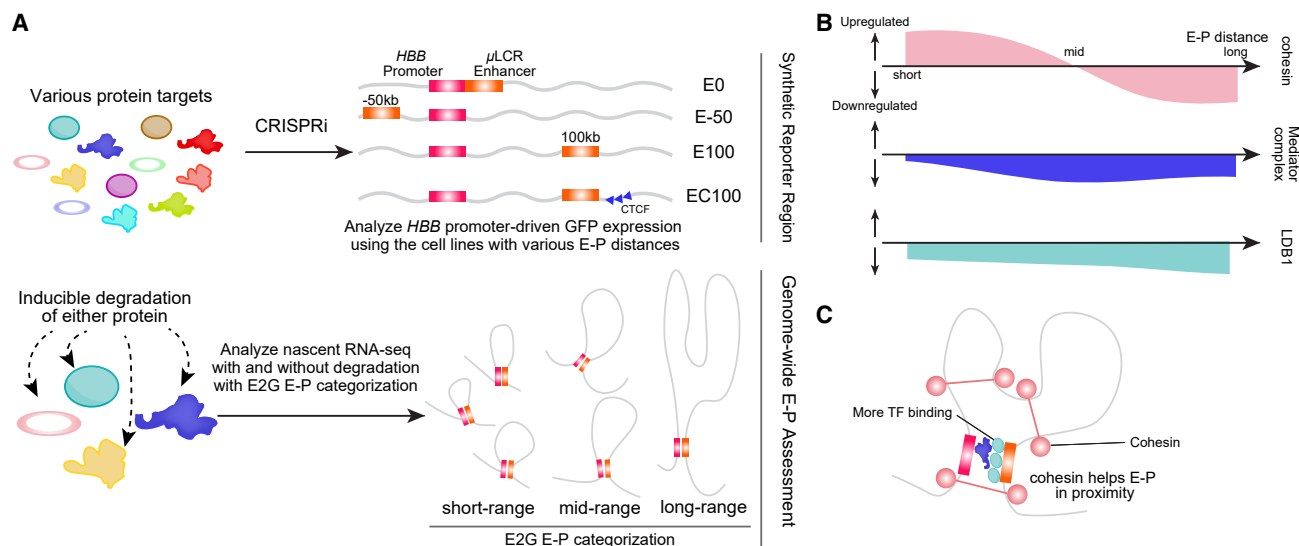 A
Various protein targets
CRISPRi
HBB
Promoter
µLCR
Enhancer
E0
-50kb
E-50
100kb
E100
EC100
CTCF
Analyze HBB promoter-driven GFP expression
using the cell lines with various E-P distances
Synthetic Reporter Region
Inducible degradation
of either protein
Analyze nascent RNA-seq
with and without degradation
with E2G E-P categorization
short-range
mid-range
long-range
E2G E-P categorization
Genome-wide E-P Assessment
B
Upregulated
short
mid
E-P distance
long
Downregulated
cohesin
Mediator
complex
LDB1
C
More TF binding
Cohesin
cohesin helps E-P
in proximity